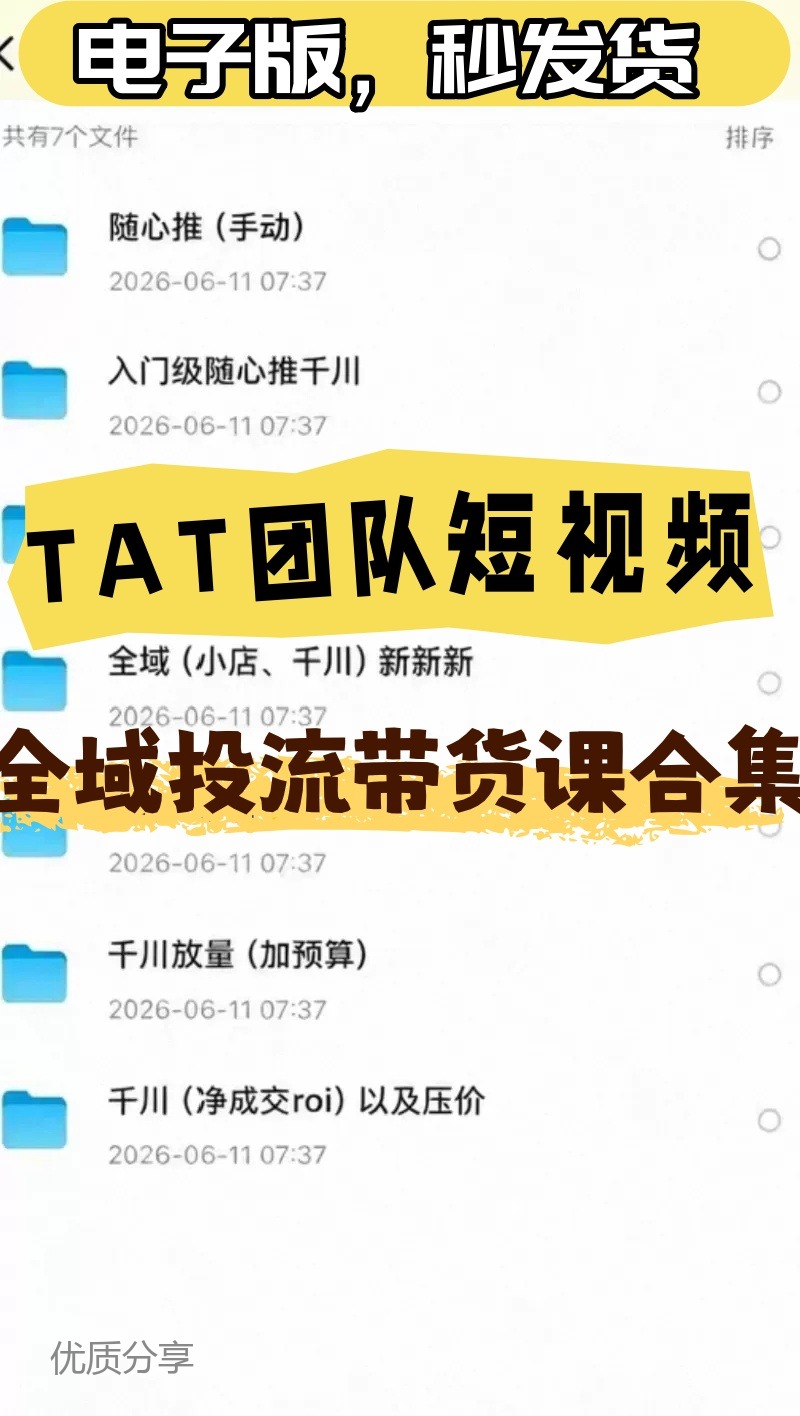 电子版，秒发货
共有7个文件
排序
随心推（手动）
2026-06-11 07:37
入门级随心推千川
2026-06-11 07:37
TAT团队短视频
全域（小店、千川）新新新
2026-06-11 07:37
全域投流带货课合集
2026-06-11 07:37
千川放量（加预算）
2026-06-11 07:37
千川（净成交roi）以及压价
2026-06-11 07:37
优质分享